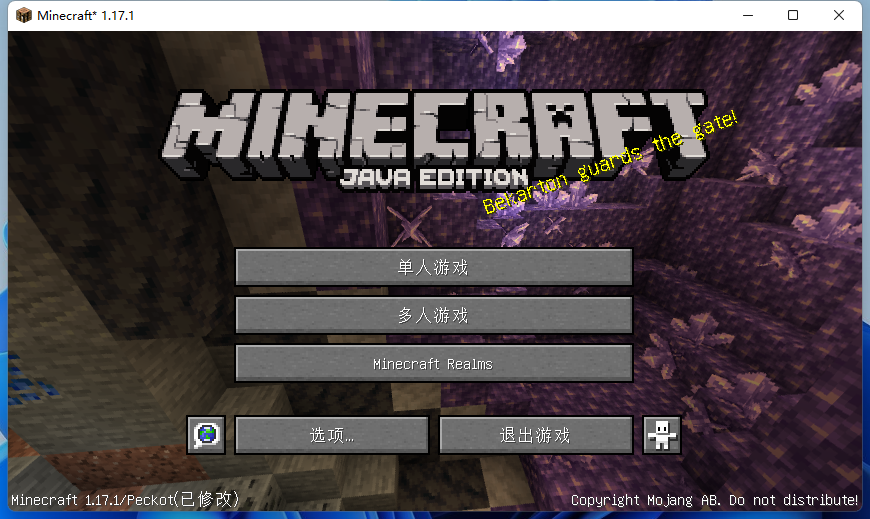 Minecraft* 1.17.1
MINECRAFT
JAVA EDITION
Bekarton guards the gate!
单人游戏
多人游戏
Minecraft Realms
选项...
退出游戏
Minecraft 1.17.1/Peckot(已修改)
Copyright Mojang AB. Do not distribute!